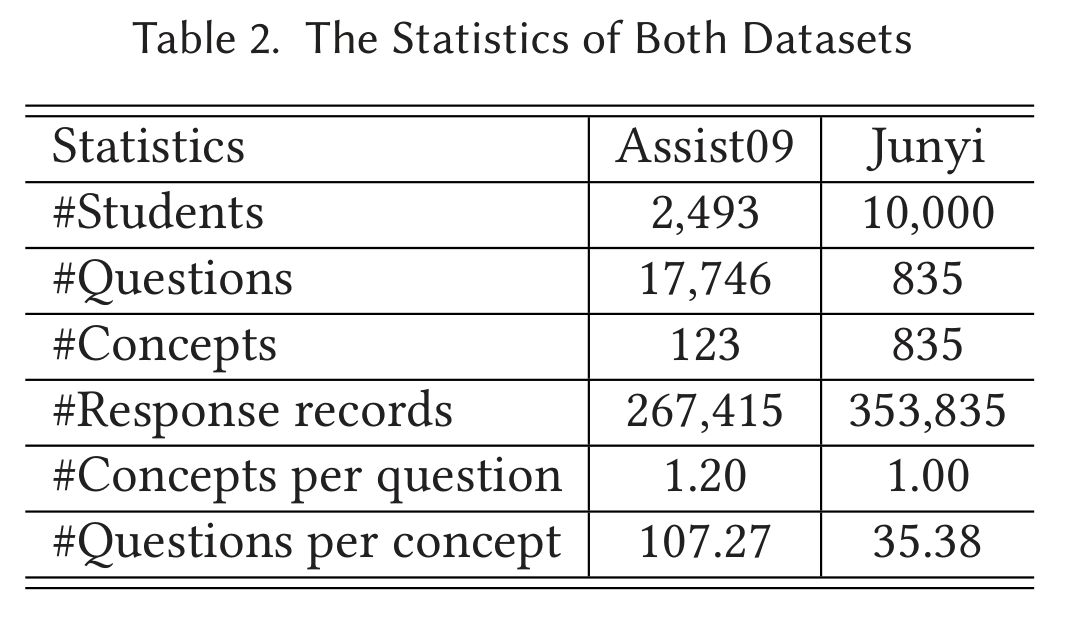 Table 2. The Statistics of Both Datasets
Statistics Assist09 Junyi
#Students 2,493 10,000
#Questions 17,746 835
#Concepts 123 835
#Response records 267,415 353,835
#Concepts per question 1.20 1.00
#Questions per concept 107.27 35.38